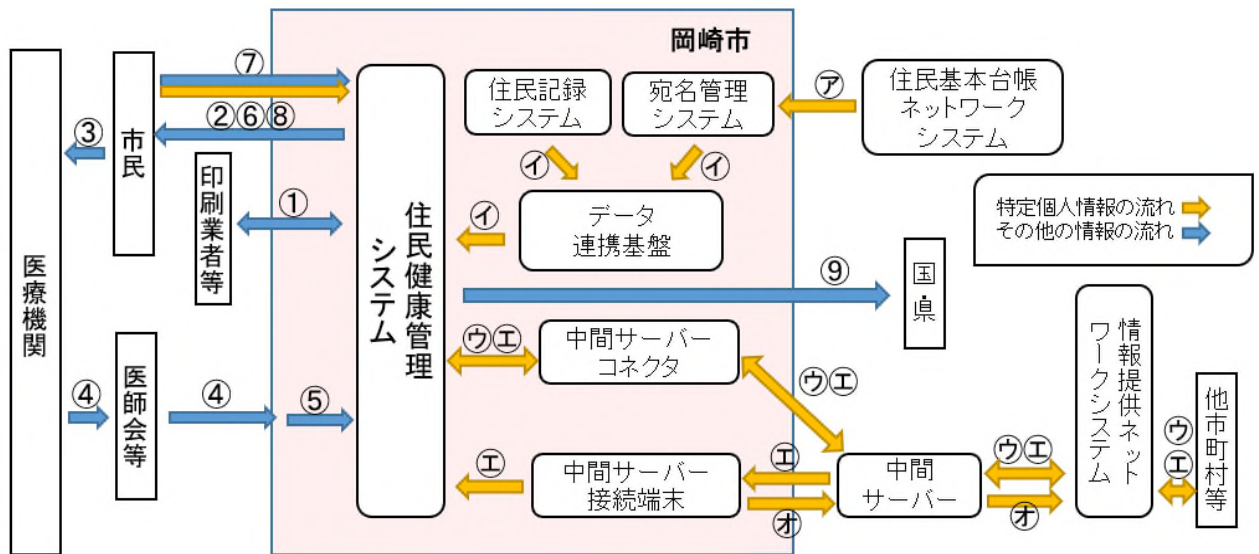 岡崎市
医療機関
市民
印刷業者等
医師会等
⑦
②⑥⑧
③
①
④
④
⑤
住民健康管理
システム
住民記録
システム
宛名管理
システム
㋐
住民基本台帳
ネットワーク
システム
㋑
㋑
㋑
データ
連携基盤
特定個人情報の流れ
その他の情報の流れ
⑨
国県
㋒㋓
中間サーバー
コネクタ
㋒㋓
㋓
中間サーバー
接続端末
㋓
㋔
中間
サーバー
㋒㋓
㋔
情報提供ネット
ワークシステム
㋒
㋓
他市町村等